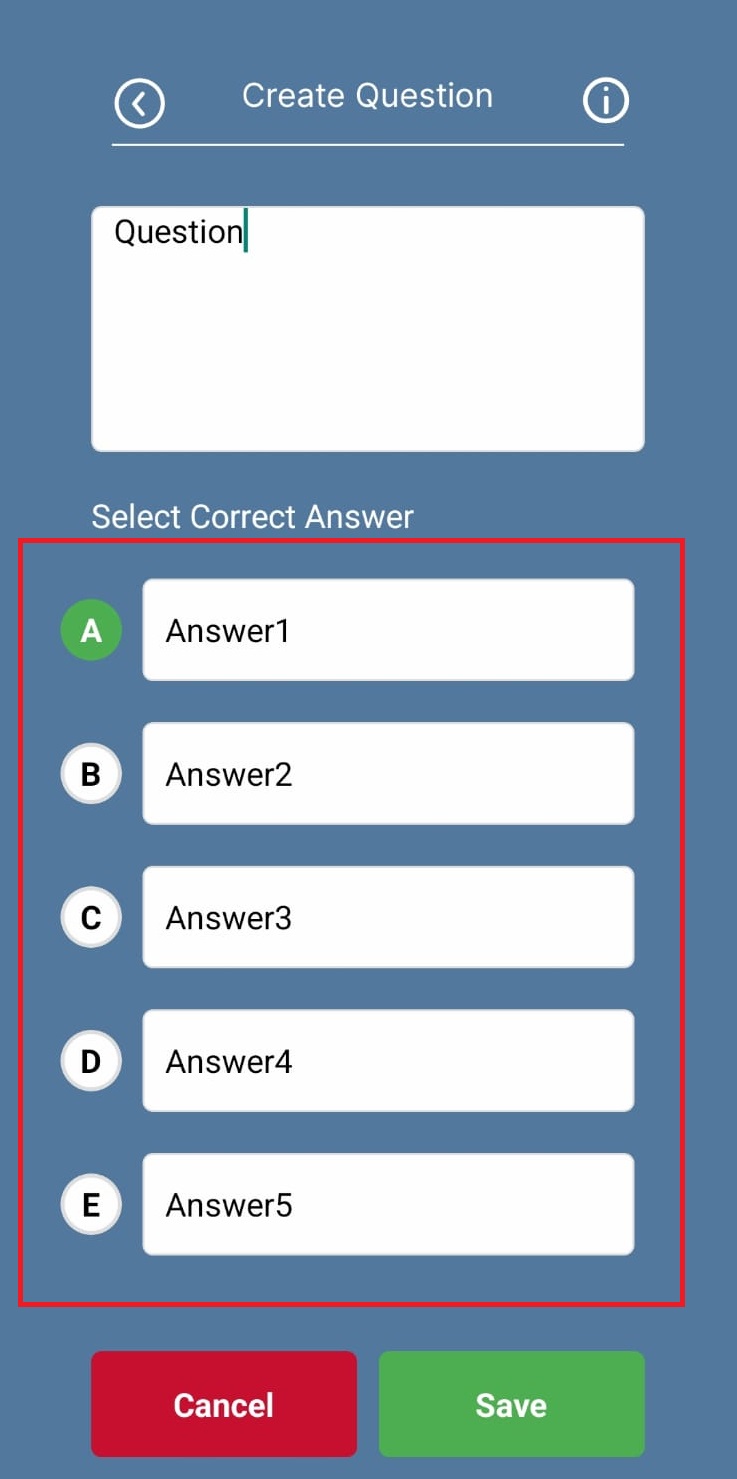 Create Question
Question
Select Correct Answer
A Answer1
B Answer2
C Answer3
D Answer4
E Answer5
Cancel Save